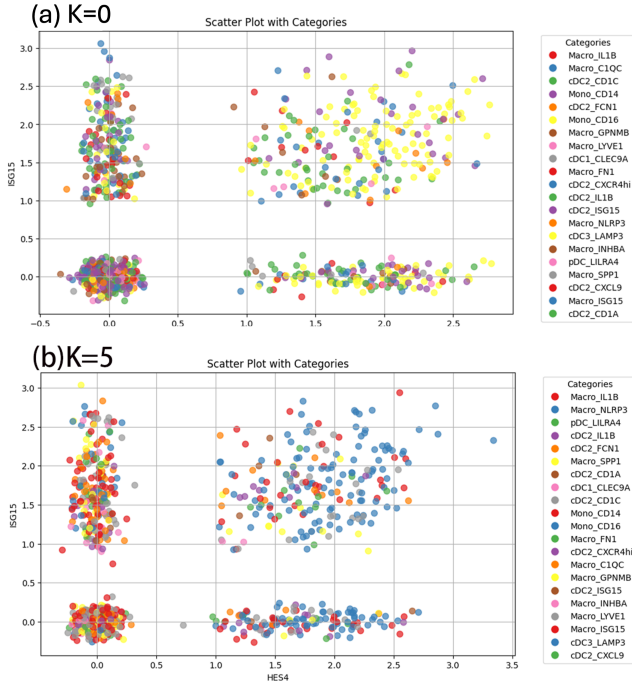 (a) K=0
Scatter Plot with Categories
3.0
2.5
2.0
1.5
1.0
0.5
0.0
ISG15
−0.5 0.0 0.5 1.0 1.5 2.0 2.5
Categories
Macro_IL1B
Macro_C1QC
cDC2_CD1C
Mono_CD14
cDC2_FCN1
Mono_CD16
Macro_GPNMB
Macro_LYVE1
cDC1_CLEC9A
Macro_FN1
cDC2_CXCR4hi
cDC2_IL1B
cDC2_ISG15
Macro_NLRP3
cDC3_LAMP3
Macro_INHBA
pDC_LILRA4
Macro_SPP1
cDC2_CXCL9
Macro_ISG15
cDC2_CD1A
(b)K=5
Scatter Plot with Categories
3.0
2.5
2.0
1.5
1.0
0.5
0.0
ISG15
0.0 0.5 1.0 1.5 2.0 2.5 3.0 3.5
HES4
Categories
Macro_IL1B
Macro_NLRP3
pDC_LILRA4
cDC2_IL1B
cDC2_FCN1
Macro_SPP1
cDC2_CD1A
cDC1_CLEC9A
cDC2_CD1C
Mono_CD14
Mono_CD16
Macro_FN1
cDC2_CXCR4hi
Macro_C1QC
Macro_GPNMB
cDC2_ISG15
Macro_INHBA
Macro_LYVE1
Macro_ISG15
cDC3_LAMP3
cDC2_CXCL9